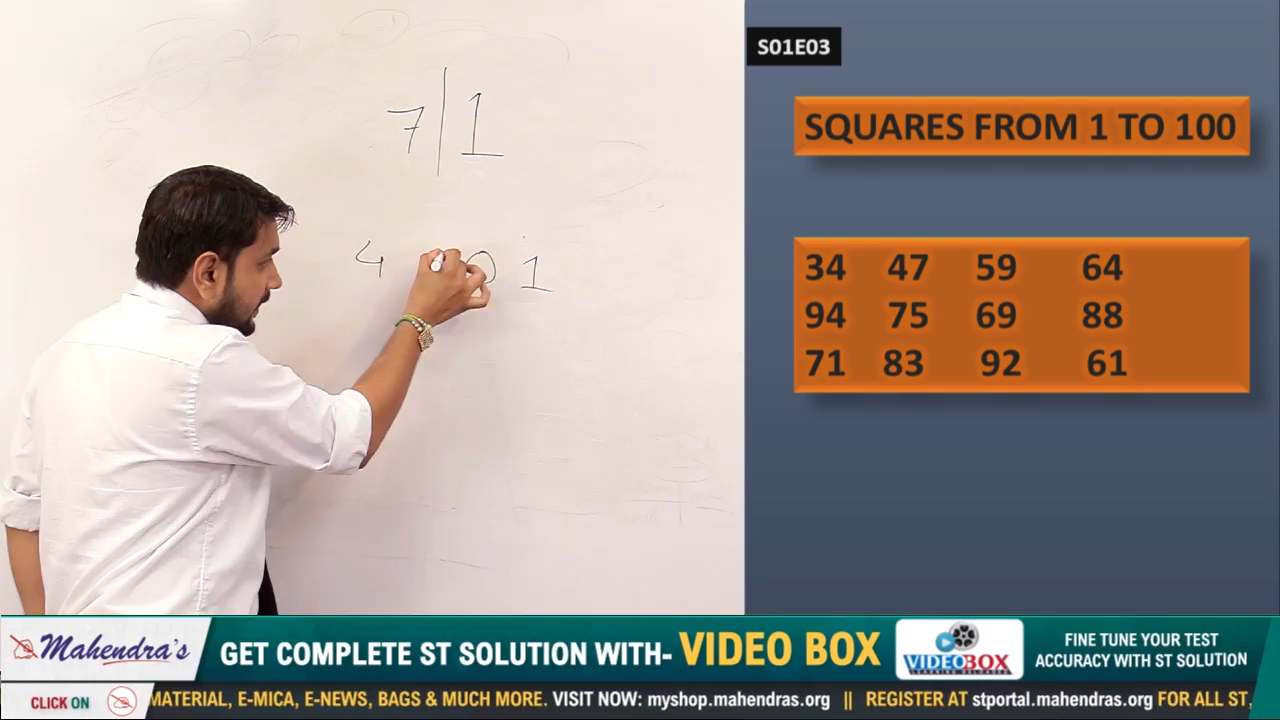 7 1
4 0 1
S01E03
SQUARES FROM 1 TO 100
34 47 59 64
94 75 69 88
71 83 92 61
Mahendra's
GET COMPLETE ST SOLUTION WITH- VIDEO BOX
VIDEOBOX
LEARNING RELOADED
FINE TUNE YOUR TEST
ACCURACY WITH ST SOLUTION
CLICK ON
MATERIAL, E-MICA, E-NEWS, BAGS & MUCH MORE. VISIT NOW: myshop.mahendras.org || REGISTER AT stportal.mahendras.org FOR ALL ST,